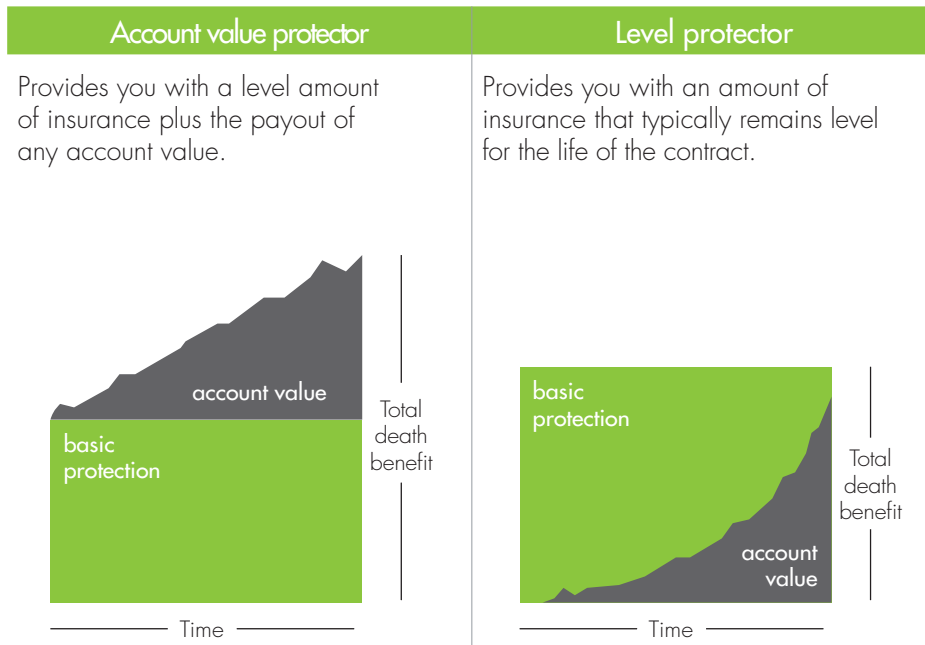 Account value protector
Provides you with a level amount
of insurance plus the payout of
any account value.
account value
basic
protection
Total
death
benefit
Time
Level protector
Provides you with an amount of
insurance that typically remains level
for the life of the contract.
basic
protection
account
value
Total
death
benefit
Time